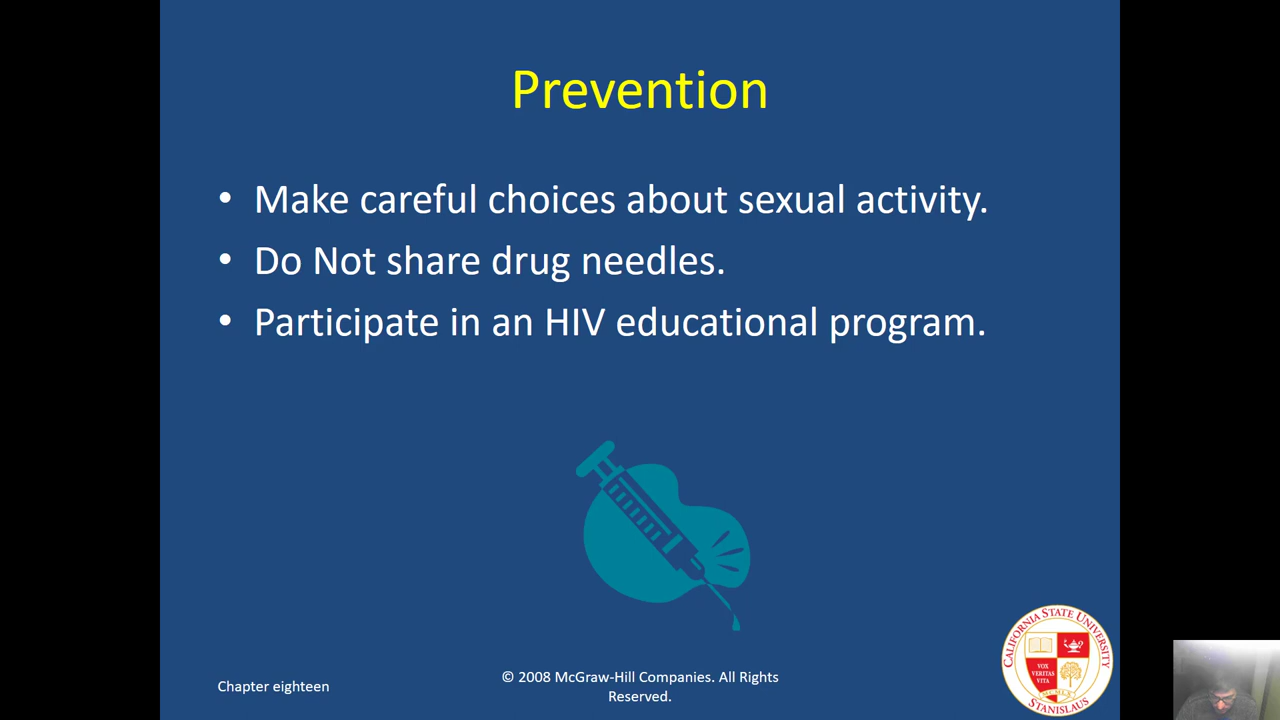 Prevention
• Make careful choices about sexual activity.
• Do Not share drug needles.
• Participate in an HIV educational program.
Chapter eighteen
© 2008 McGraw-Hill Companies. All Rights
Reserved.
CALIFORNIA STATE UNIVERSITY
VOX
VERITAS
VITA
STANISLAUS